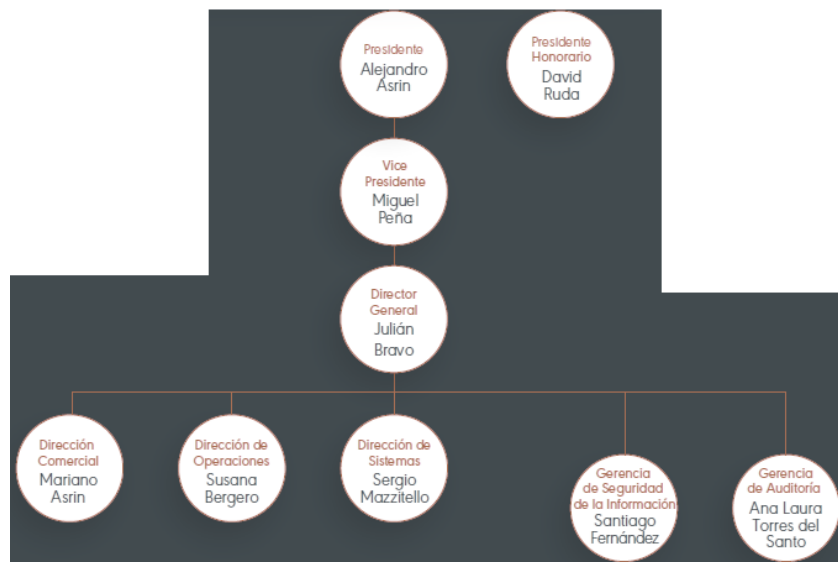 Presidente
Alejandro
Asrin
Presidente
Honorario
David
Ruda
Vice
Presidente
Miguel
Peña
Director
General
Julián
Bravo
Dirección
Comercial
Mariano
Asrin
Dirección de
Operaciones
Susana
Bergero
Dirección de
Sistemas
Sergio
Mazzitello
Gerencia
de Seguridad
de la Información
Santiago
Fernández
Gerencia
de Auditoría
Ana Laura
Torres del
Santo